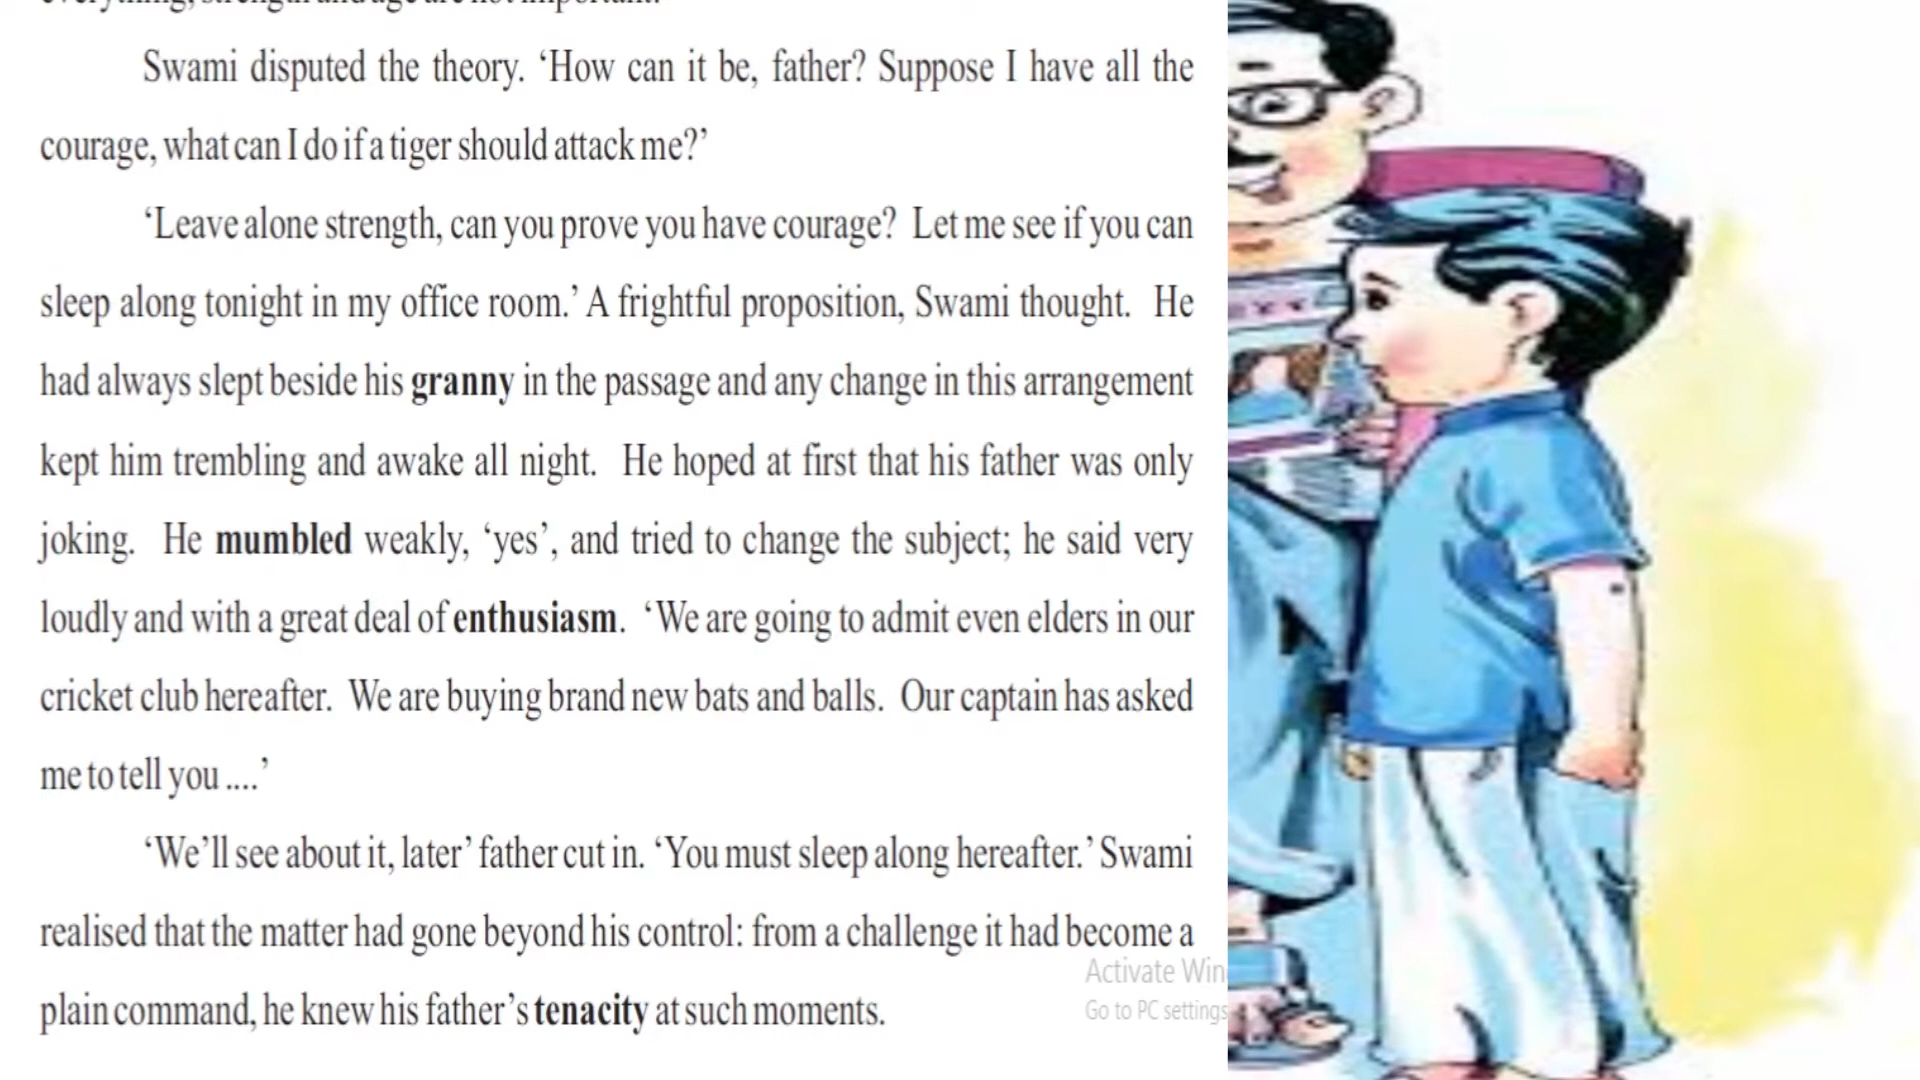 everything, strength and age are not important.'
Swami disputed the theory. ‘How can it be, father? Suppose I have all the
courage, what can I do if a tiger should attack me?’
‘Leave alone strength, can you prove you have courage? Let me see if you can
sleep along tonight in my office room.’ A frightful proposition, Swami thought. He
had always slept beside his granny in the passage and any change in this arrangement
kept him trembling and awake all night. He hoped at first that his father was only
joking. He mumbled weakly, ‘yes’, and tried to change the subject; he said very
loudly and with a great deal of enthusiasm. ‘We are going to admit even elders in our
cricket club hereafter. We are buying brand new bats and balls. Our captain has asked
me to tell you ....’
‘We’ll see about it, later’ father cut in. ‘You must sleep along hereafter.’ Swami
realised that the matter had gone beyond his control: from a challenge it had become a
plain command, he knew his father’s tenacity at such moments.
Activate Win
Go to PC settings